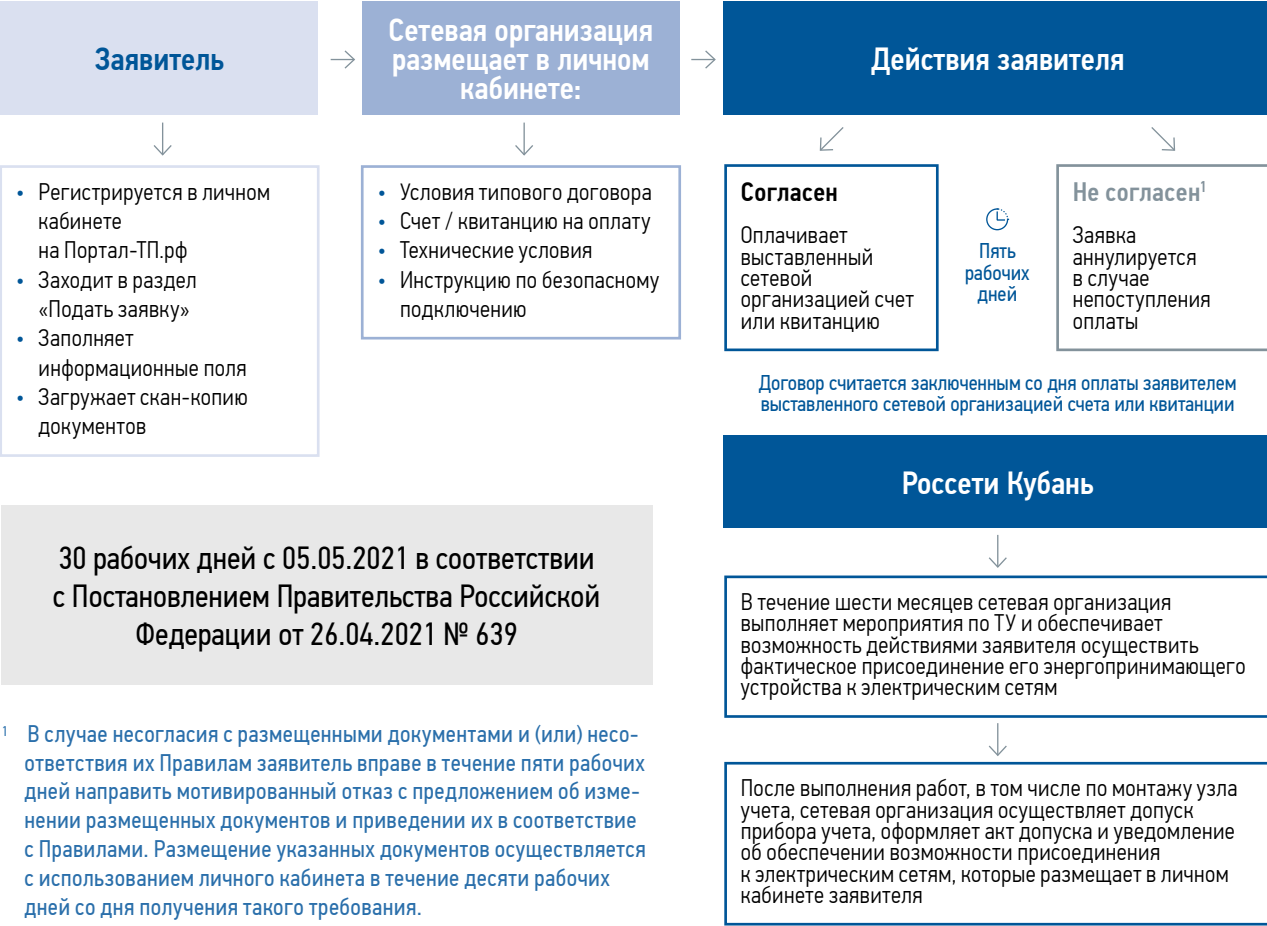 Заявитель
Сетевая организация
размещает в личном
кабинете:
Действия заявителя
• Регистрируется в личном
кабинете
на Портал-ТП.рф
• Заходит в раздел
«Подать заявку»
• Заполняет
информационные поля
• Загружает скан-копию
документов
• Условия типового договора
• Счет / квитанцию на оплату
• Технические условия
• Инструкцию по безопасному
подключению
Согласен
Оплачивает
выставленный
сетевой
организацией счет
или квитанцию
Пять
рабочих
дней
Не согласен¹
Заявка
аннулируется
в случае
непоступления
оплаты
Договор считается заключенным со дня оплаты заявителем
выставленного сетевой организацией счета или квитанции
Россети Кубань
В течение шести месяцев сетевая организация
выполняет мероприятия по ТУ и обеспечивает
возможность действиями заявителя осуществить
фактическое присоединение его энергопринимающего
устройства к электрическим сетям
После выполнения работ, в том числе по монтажу узла
учета, сетевая организация осуществляет допуск
прибора учета, оформляет акт допуска и уведомление
об обеспечении возможности присоединения
к электрическим сетям, которые размещает в личном
кабинете заявителя
30 рабочих дней с 05.05.2021 в соответствии
с Постановлением Правительства Российской
Федерации от 26.04.2021 № 639
¹ В случае несогласия с размещенными документами и (или) несо-
ответствия их Правилам заявитель вправе в течение пяти рабочих
дней направить мотивированный отказ с предложением об изме-
нении размещенных документов и приведении их в соответствие
с Правилами. Размещение указанных документов осуществляется
с использованием личного кабинета в течение десяти рабочих
дней со дня получения такого требования.